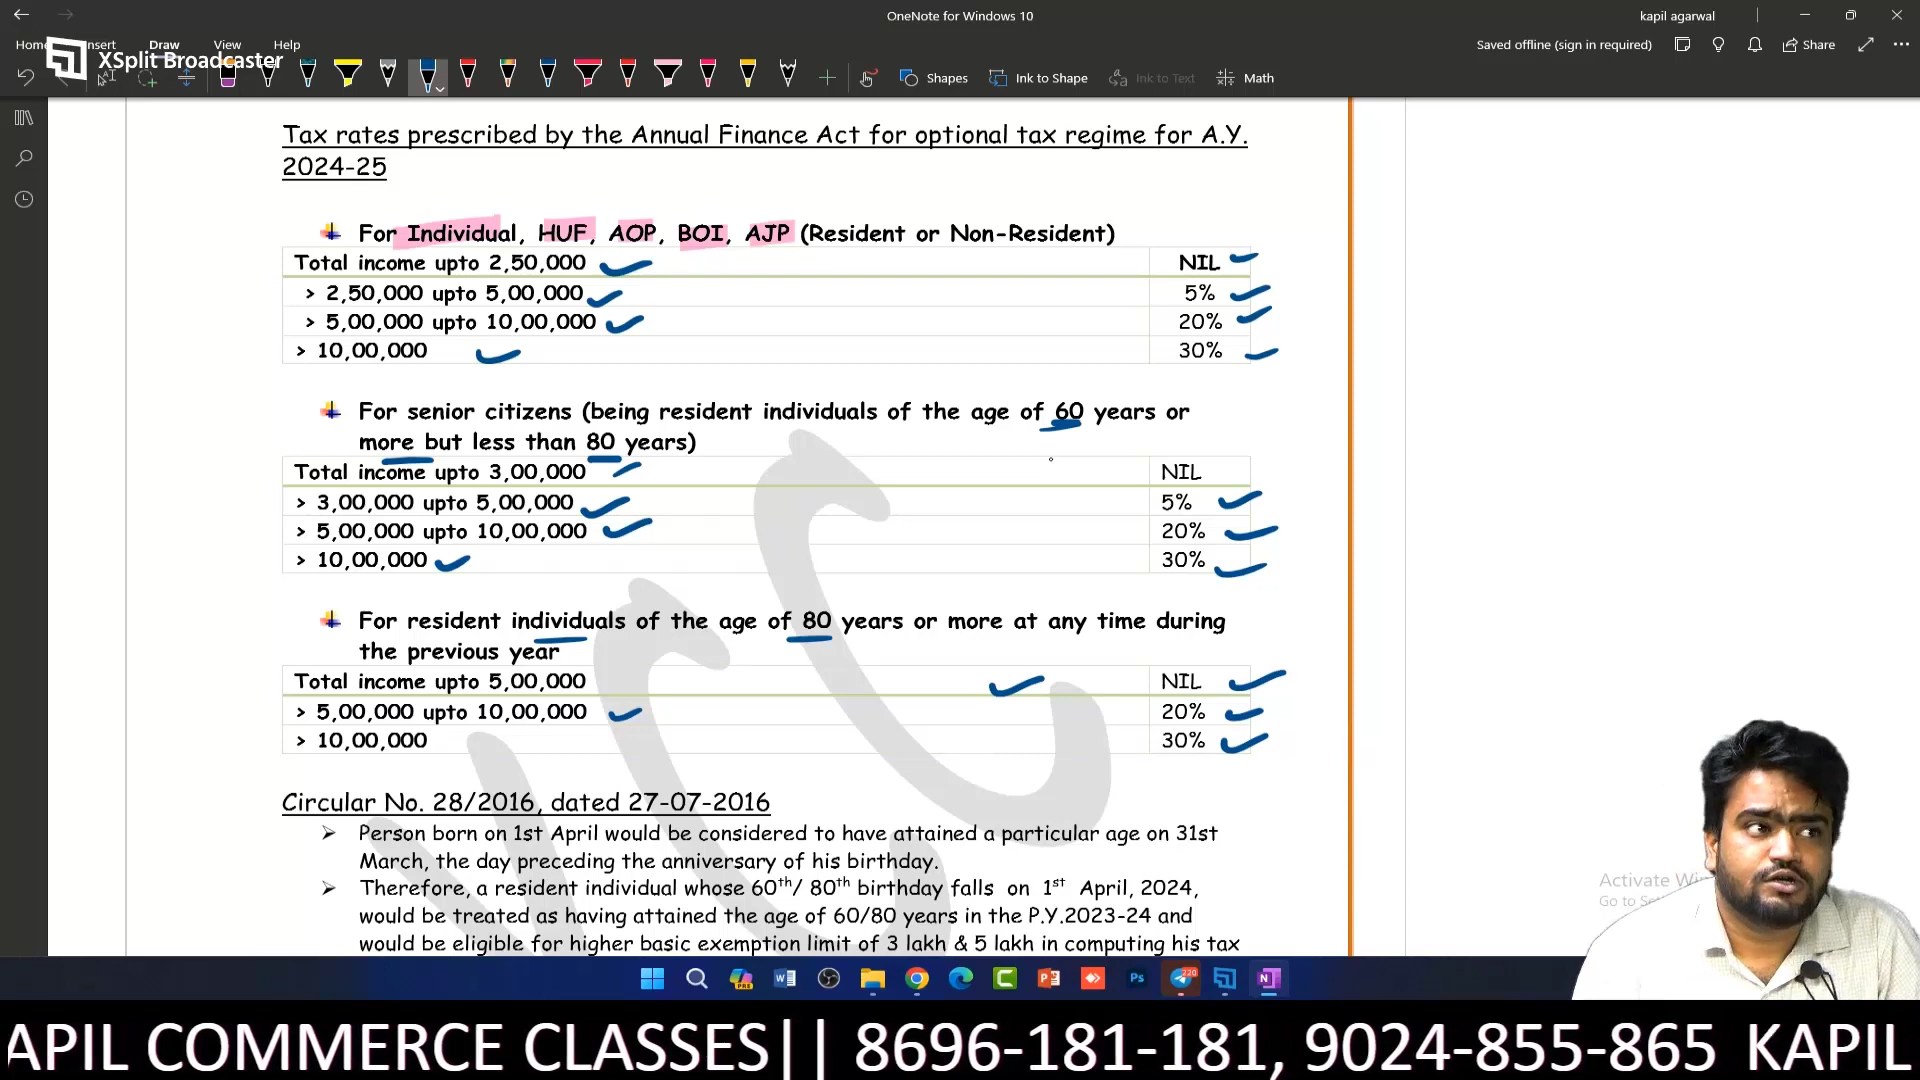 OneNote for Windows 10
kapil agarwal
Home Insert Draw View Help
Saved offline (sign in required)
Share
XSplit Broadcaster
Shapes
Ink to Shape
Ink to Text
Math
Tax rates prescribed by the Annual Finance Act for optional tax regime for A.Y.
2024-25
For Individual, HUF, AOP, BOI, AJP (Resident or Non-Resident)
Total income upto 2,50,000 NIL
> 2,50,000 upto 5,00,000 5%
> 5,00,000 upto 10,00,000 20%
> 10,00,000 30%
For senior citizens (being resident individuals of the age of 60 years or
more but less than 80 years)
Total income upto 3,00,000 NIL
> 3,00,000 upto 5,00,000 5%
> 5,00,000 upto 10,00,000 20%
> 10,00,000 30%
For resident individuals of the age of 80 years or more at any time during
the previous year
Total income upto 5,00,000 NIL
> 5,00,000 upto 10,00,000 20%
> 10,00,000 30%
Circular No. 28/2016, dated 27-07-2016
Person born on 1st April would be considered to have attained a particular age on 31st
March, the day preceding the anniversary of his birthday.
Therefore, a resident individual whose 60th/ 80th birthday falls on 1st April, 2024,
would be treated as having attained the age of 60/80 years in the P.Y.2023-24 and
would be eligible for higher basic exemption limit of 3 lakh & 5 lakh in computing his tax
Activate Wi
Go to Se
220
APIL COMMERCE CLASSES|| 8696-181-181, 9024-855-865 KAPIL